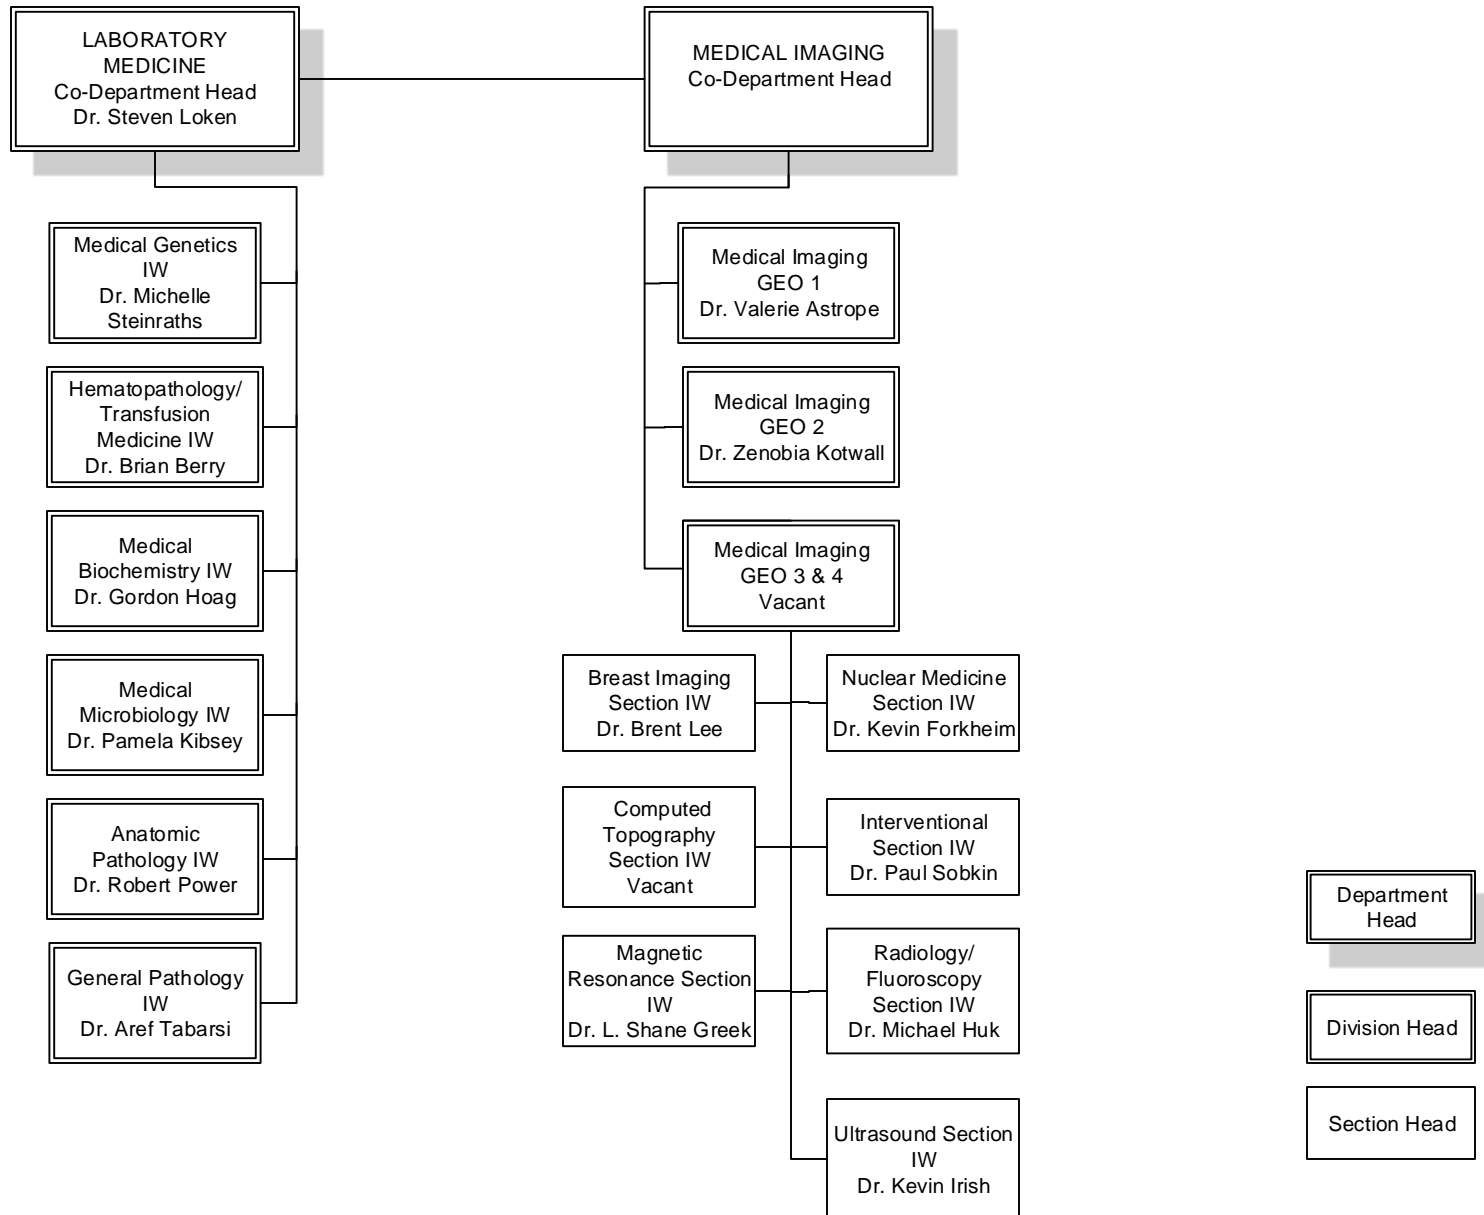 LABORATORY
MEDICINE
Co-Department Head
Dr. Steven Loken
MEDICAL IMAGING
Co-Department Head
Medical Genetics
IW
Dr. Michelle
Steinraths
Hematopathology/
Transfusion
Medicine IW
Dr. Brian Berry
Medical
Biochemistry IW
Dr. Gordon Hoag
Medical
Microbiology IW
Dr. Pamela Kibsey
Anatomic
Pathology IW
Dr. Robert Power
General Pathology
IW
Dr. Aref Tabarsi
Medical Imaging
GEO 1
Dr. Valerie Astrope
Medical Imaging
GEO 2
Dr. Zenobia Kotwall
Medical Imaging
GEO 3 & 4
Vacant
Breast Imaging
Section IW
Dr. Brent Lee
Nuclear Medicine
Section IW
Dr. Kevin Forkheim
Computed
Topography
Section IW
Vacant
Interventional
Section IW
Dr. Paul Sobkin
Magnetic
Resonance Section
IW
Dr. L. Shane Greek
Radiology/
Fluoroscopy
Section IW
Dr. Michael Huk
Ultrasound Section
IW
Dr. Kevin Irish
Department
Head
Division Head
Section Head